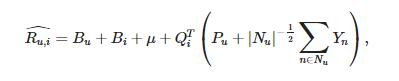 $\widehat{R_{u,i}} = B_u + B_i + \mu + Q_i^T \left( P_u + |N_u|^{-\frac{1}{2}} \sum_{n \in N_u} Y_n \right),$